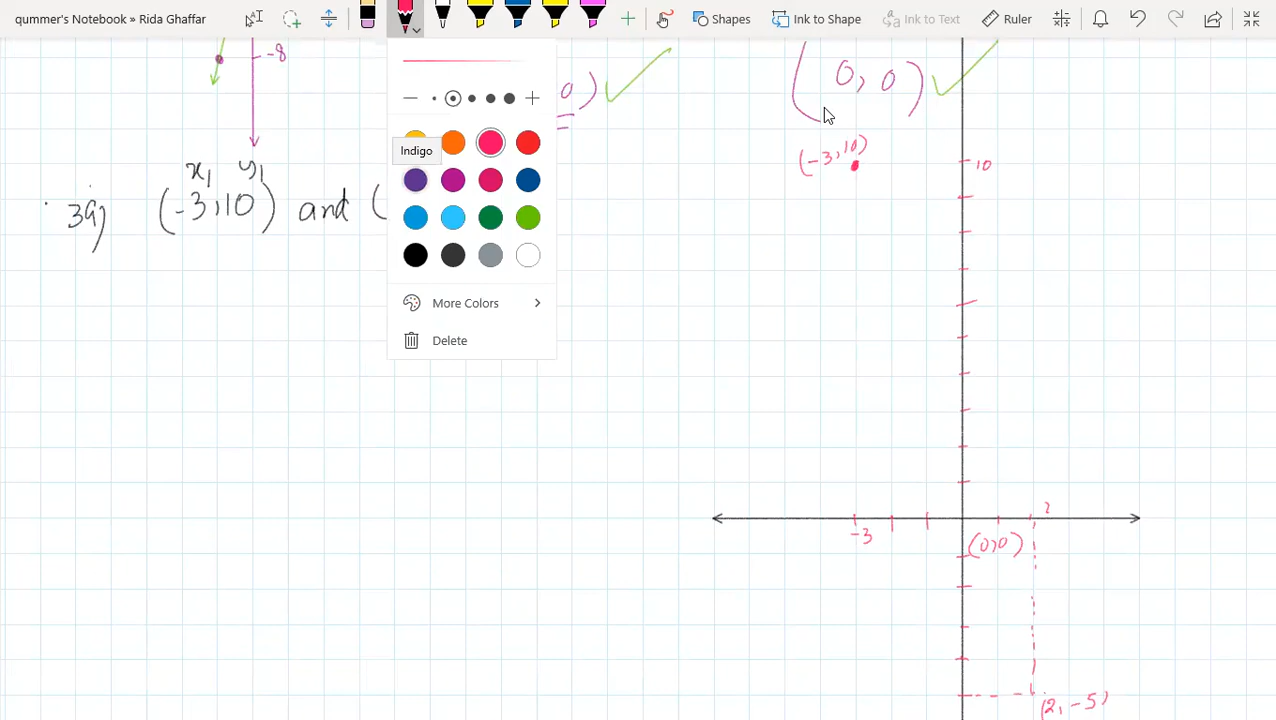 qummer's Notebook » Rida Ghaffar
Shapes
Ink to Shape
Ink to Text
Ruler
-8
0)
(0, 0)
Indigo
(-3,10)
10
x1 y1
39) (-3,10) and (
More Colors
Delete
-3
(0,0)
2
(2, -5)